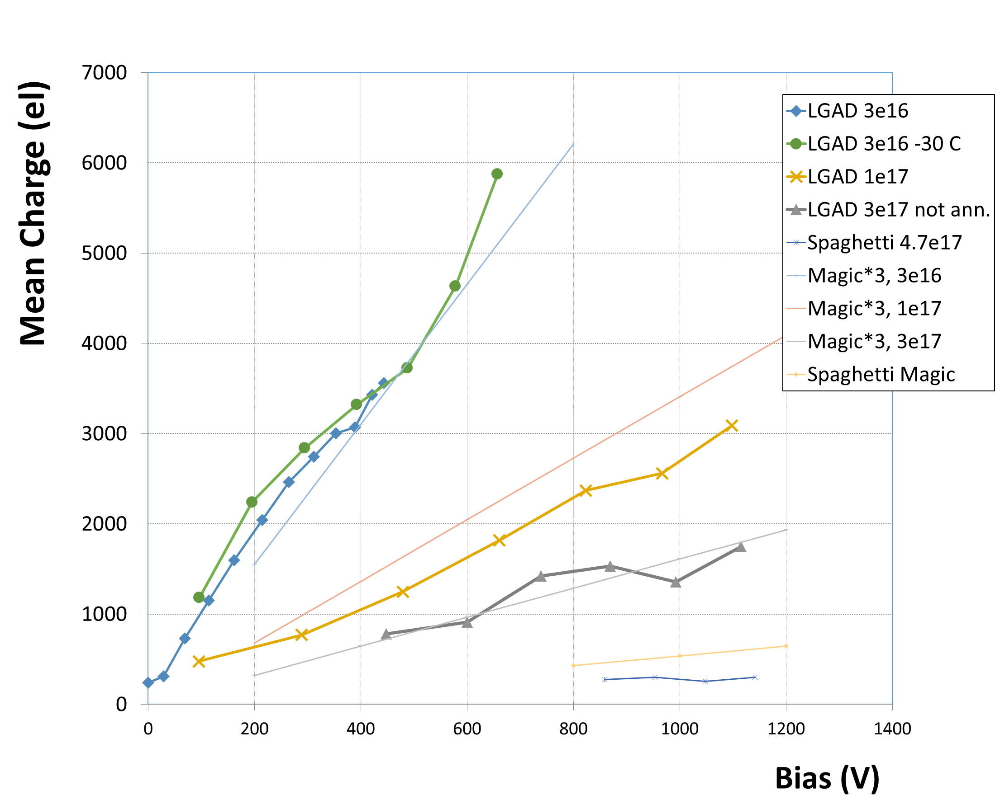 Mean Charge (el)
7000
6000
5000
4000
3000
2000
1000
0
0 200 400 600 800 1000 1200 1400
Bias (V)
LGAD 3e16
LGAD 3e16 -30 C
LGAD 1e17
LGAD 3e17 not ann.
Spaghetti 4.7e17
Magic*3, 3e16
Magic*3, 1e17
Magic*3, 3e17
Spaghetti Magic